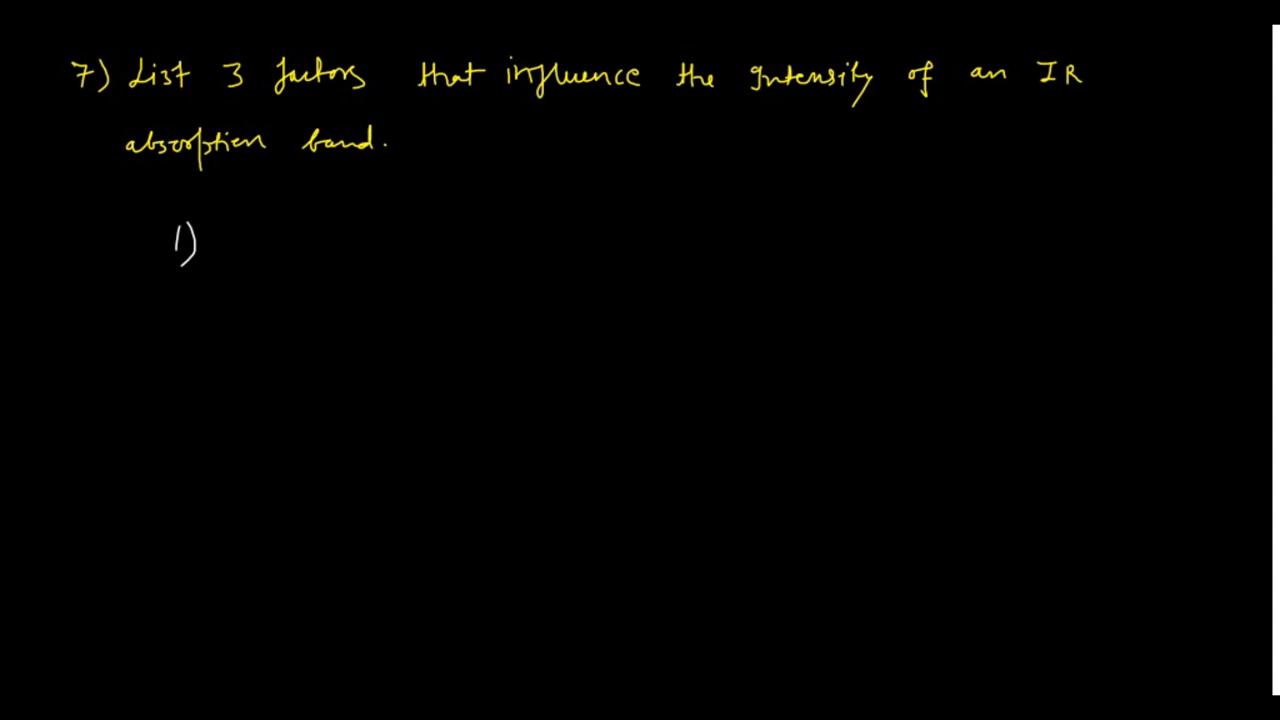 7) List 3 factors that influence the intensity of an IR
absorption band.
1)